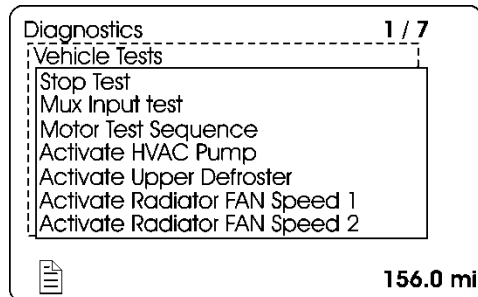 Diagnostics 1 / 7
Vehicle Tests
Stop Test
Mux Input test
Motor Test Sequence
Activate HVAC Pump
Activate Upper Defroster
Activate Radiator FAN Speed 1
Activate Radiator FAN Speed 2
156.0 mi